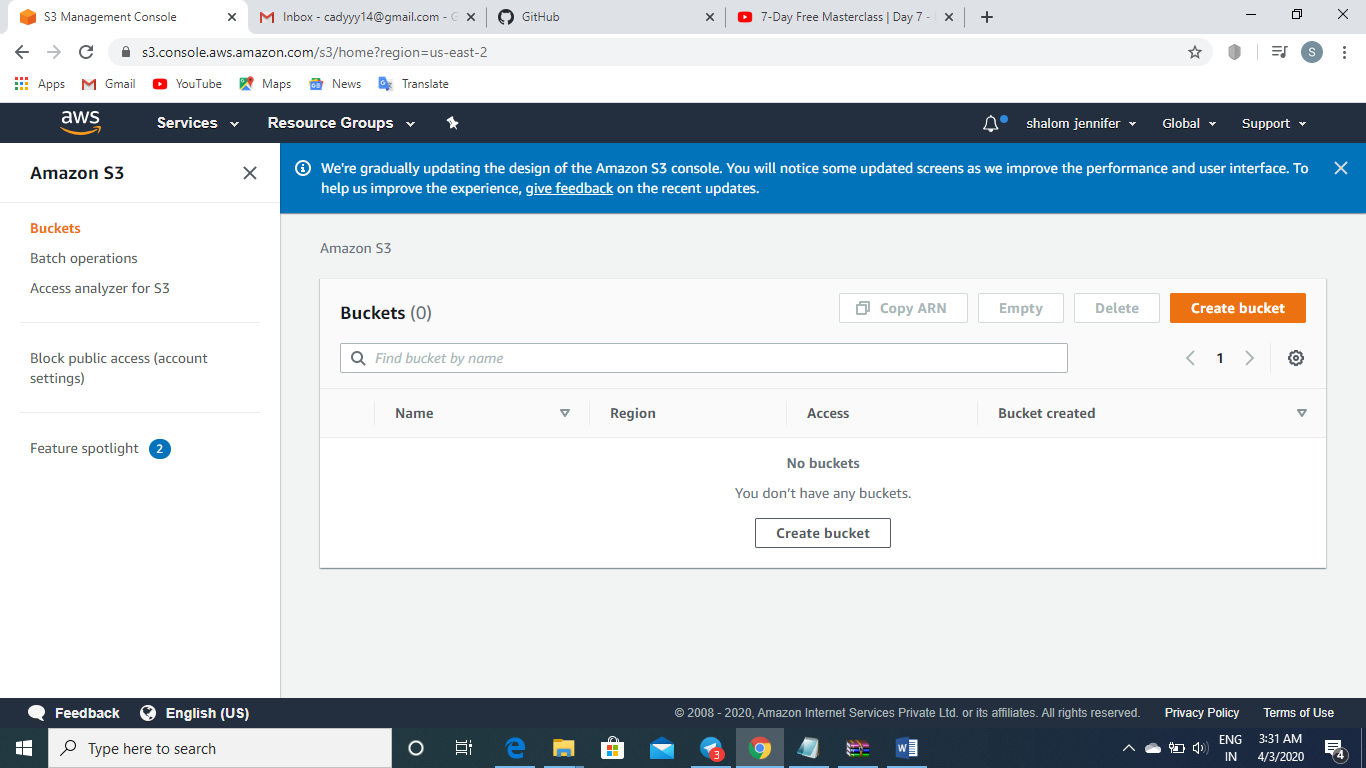 S3 Management Console
Inbox - cadyyy14@gmail.com - G
GitHub
7-Day Free Masterclass | Day 7 -
s3.console.aws.amazon.com/s3/home?region=us-east-2
S
Apps
Gmail
YouTube
Maps
News
Translate
aws
Services
Resource Groups
shalom jennifer
Global
Support
Amazon S3
We're gradually updating the design of the Amazon S3 console. You will notice some updated screens as we improve the performance and user interface. To
help us improve the experience, give feedback on the recent updates.
Buckets
Batch operations
Access analyzer for S3
Block public access (account
settings)
Feature spotlight 2
Amazon S3
Buckets (0)
Copy ARN
Empty
Delete
Create bucket
Find bucket by name
1
Name
Region
Access
Bucket created
No buckets
You don't have any buckets.
Create bucket
Feedback
English (US)
© 2008 - 2020, Amazon Internet Services Private Ltd. or its affiliates. All rights reserved.
Privacy Policy
Terms of Use
Type here to search
3
ENG
IN
3:31 AM
4/3/2020
4